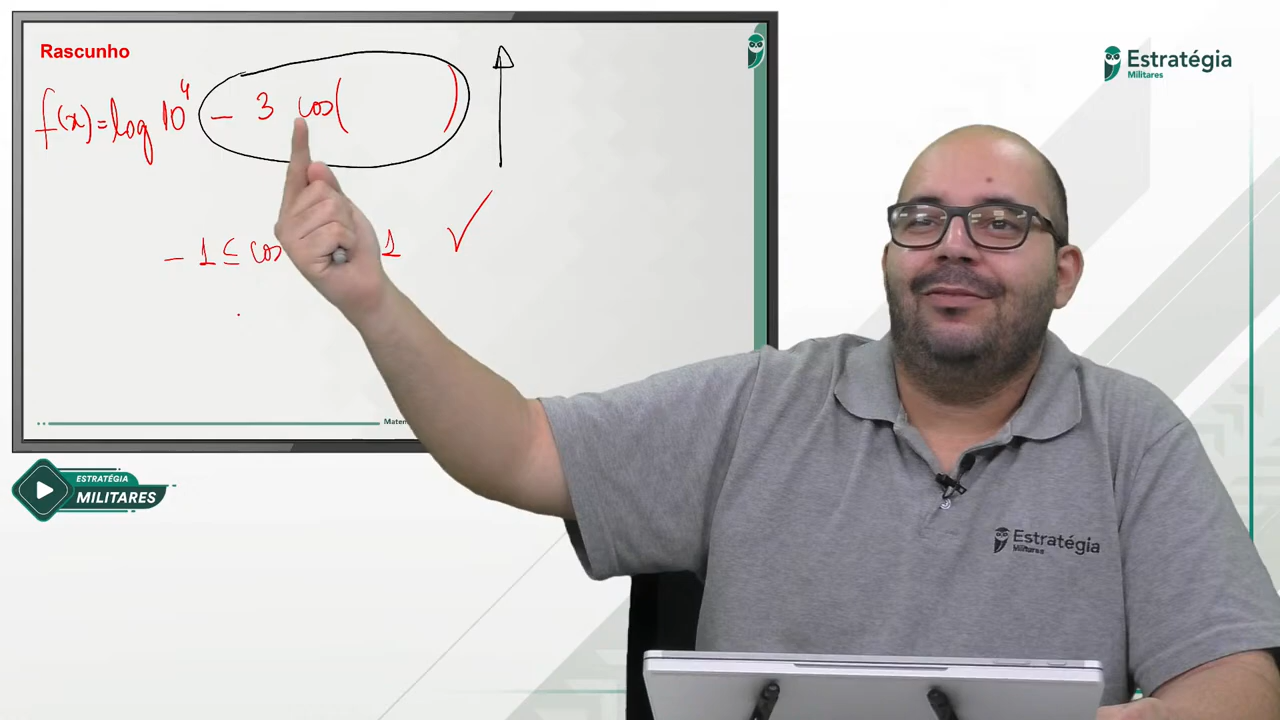 Rascunho
f(x)=log 10⁴ - 3 cos( )
- 1 ≤ cos 1 ✓
ESTRATÉGIA
MILITARES
Estratégia
Militares
Estratégia
Militares